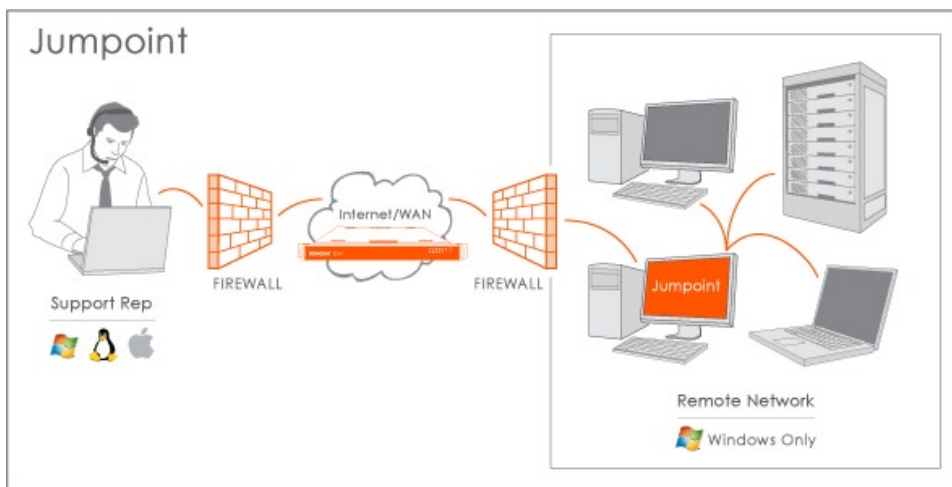 Jumpoint
Internet/WAN
FIREWALL
FIREWALL
Support Rep
Jumpoint
Remote Network
Windows Only